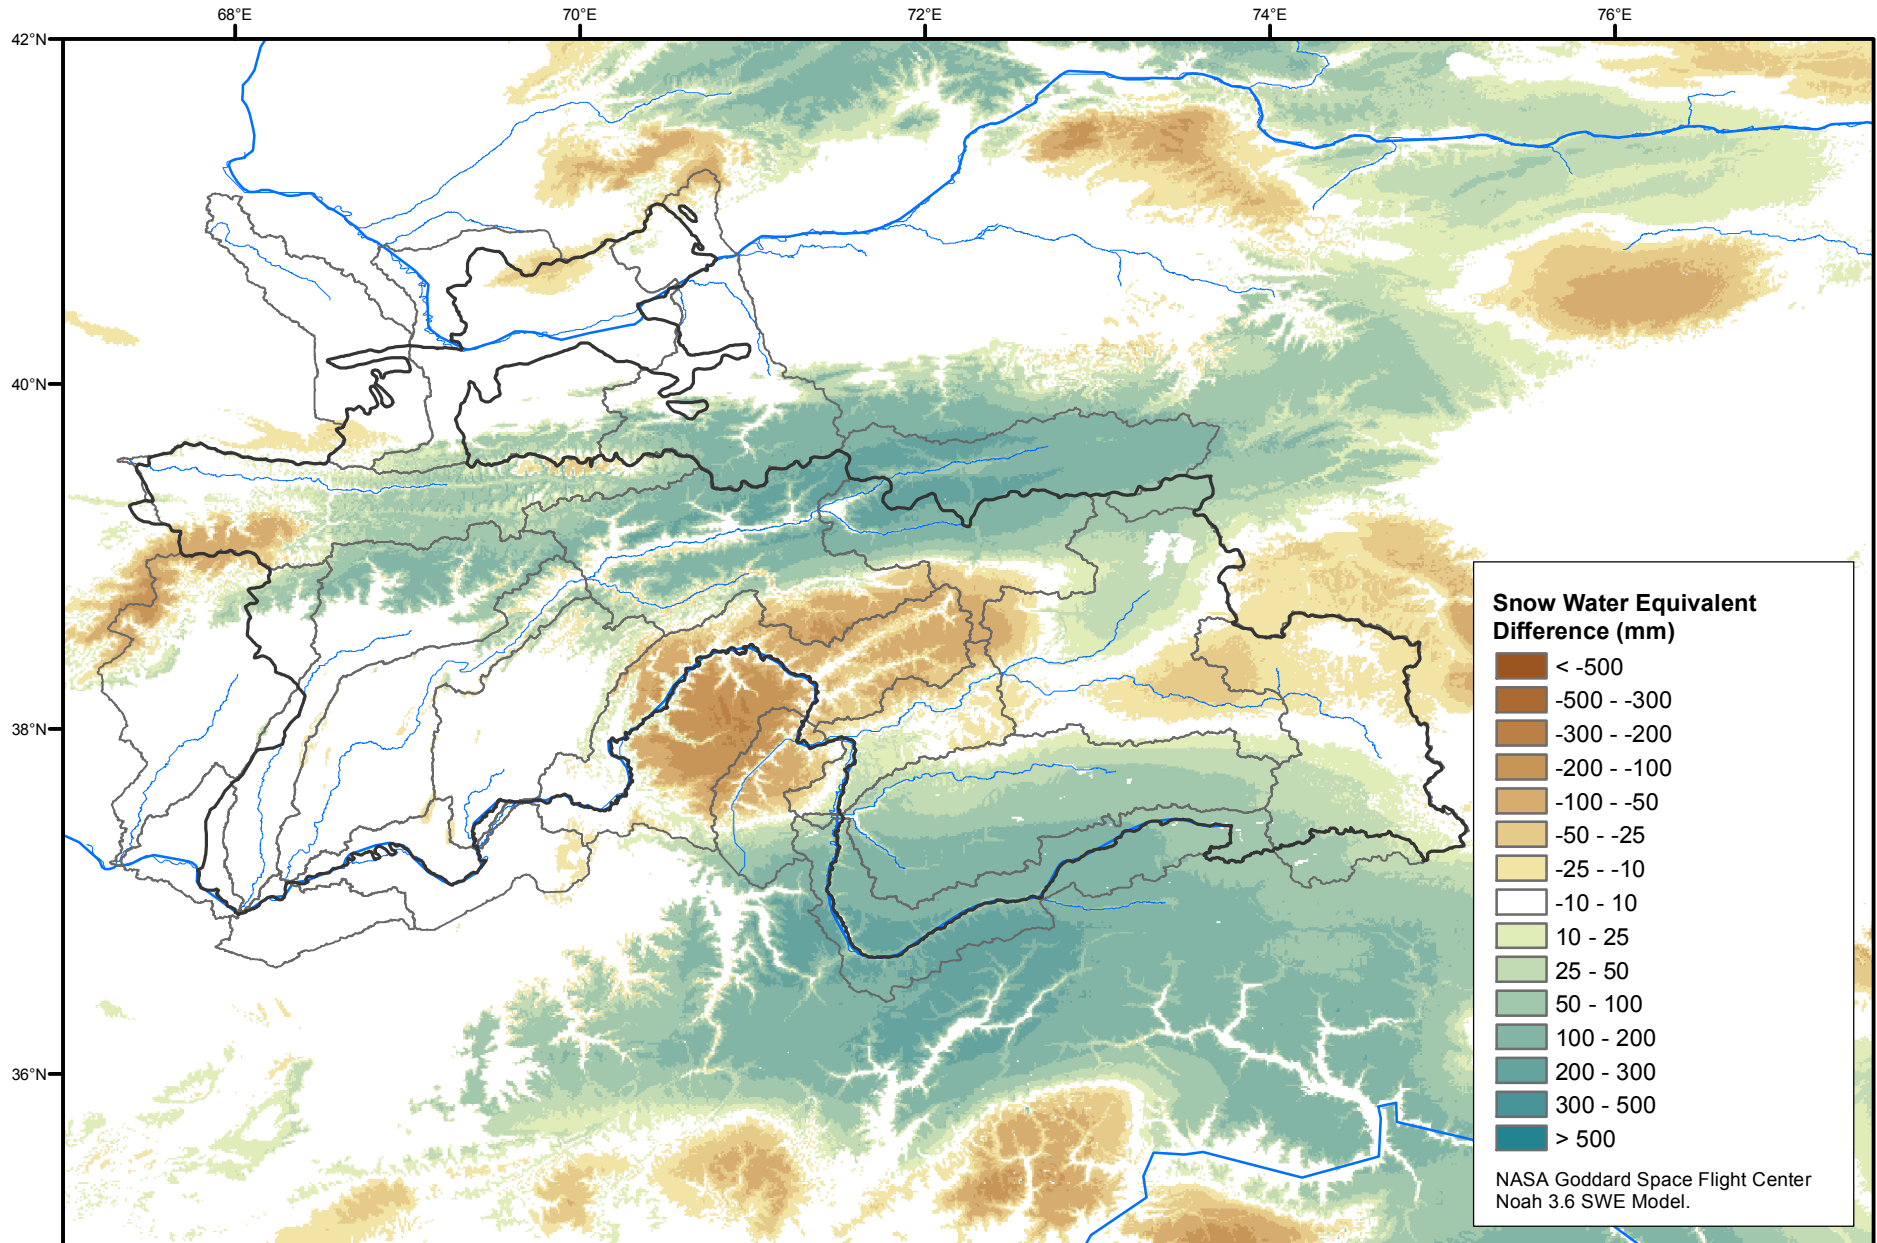 68°E 70°E 72°E 74°E 76°E
42°N
40°N
38°N
36°N
Snow Water Equivalent
Difference (mm)
< -500
-500 - -300
-300 - -200
-200 - -100
-100 - -50
-50 - -25
-25 - -10
-10 - 10
10 - 25
25 - 50
50 - 100
100 - 200
200 - 300
300 - 500
> 500
NASA Goddard Space Flight Center
Noah 3.6 SWE Model.